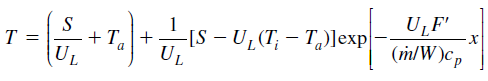 T = (S/U_L + T_a) + 1/U_L [S − U_L(T_i − T_a)]exp[−U_L F′/((ṁ/W)c_p) x]